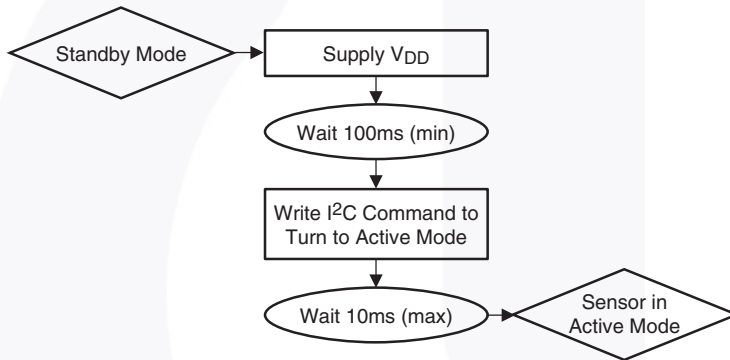 Standby Mode
Supply VDD
Wait 100ms (min)
Write I2C Command to
Turn to Active Mode
Wait 10ms (max)
Sensor in
Active Mode